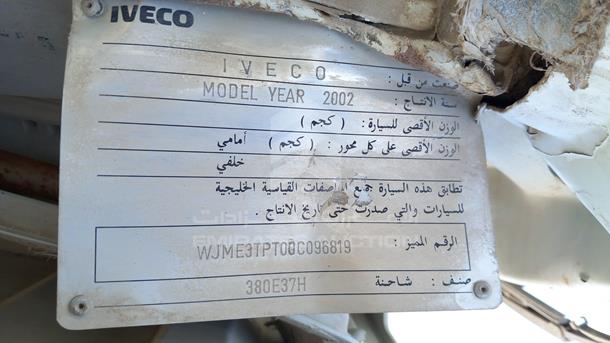 IVECO
صنعت من قبل : IVECO
سنة الانتاج : MODEL YEAR 2002
الوزن الأقصى للسيارة : ( كجم )
الوزن الأقصى على كل محور : ( كجم ) أمامي
خلفي
تطابق هذه السيارة جميع المواصفات القياسية الخليجية
للسيارات والتي صدرت حتى تاريخ الانتاج .
الرقم المميز : WJME3TPT00C096819
صنف : شاحنة 380E37H